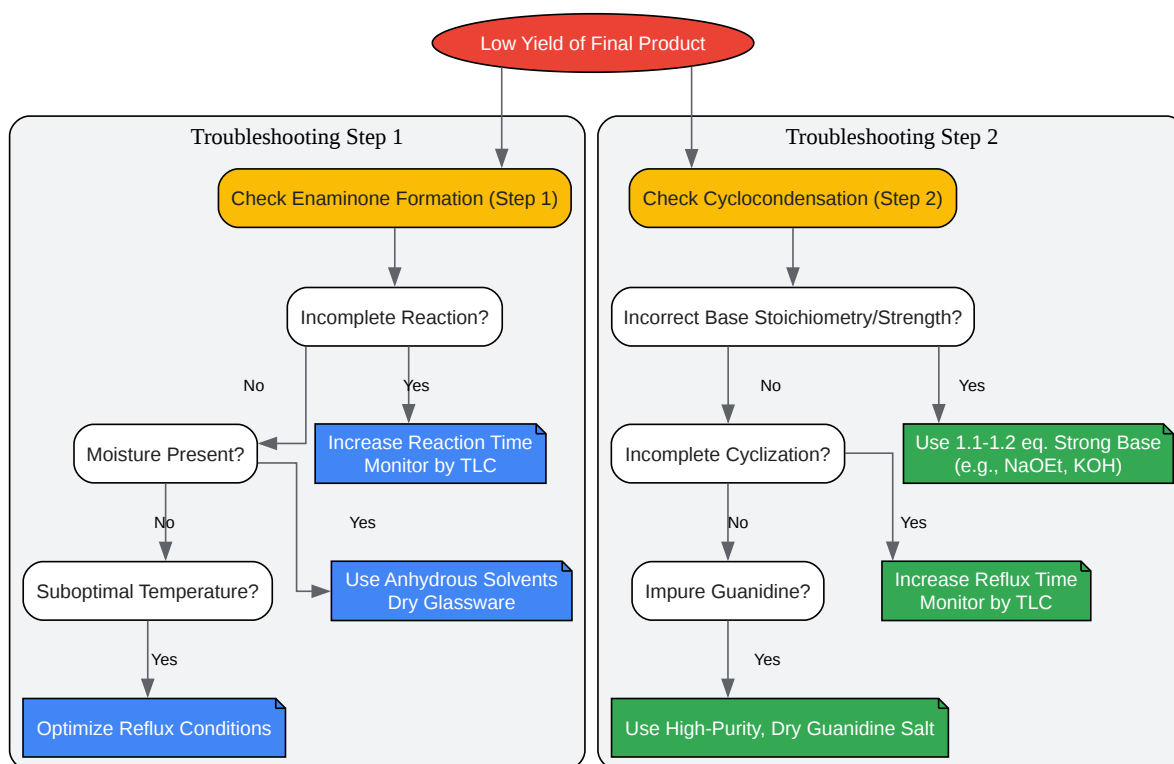 Low Yield of Final Product
Troubleshooting Step 1
Check Enaminone Formation (Step 1)
Incomplete Reaction?
No
Yes
Moisture Present?
Increase Reaction Time
Monitor by TLC
No
Yes
Suboptimal Temperature?
Use Anhydrous Solvents
Dry Glassware
Yes
Optimize Reflux Conditions
Troubleshooting Step 2
Check Cyclocondensation (Step 2)
Incorrect Base Stoichiometry/Strength?
No
Yes
Incomplete Cyclization?
Use 1.1-1.2 eq. Strong Base
(e.g., NaOEt, KOH)
No
Yes
Impure Guanidine?
Increase Reflux Time
Monitor by TLC
Yes
Use High-Purity, Dry Guanidine Salt